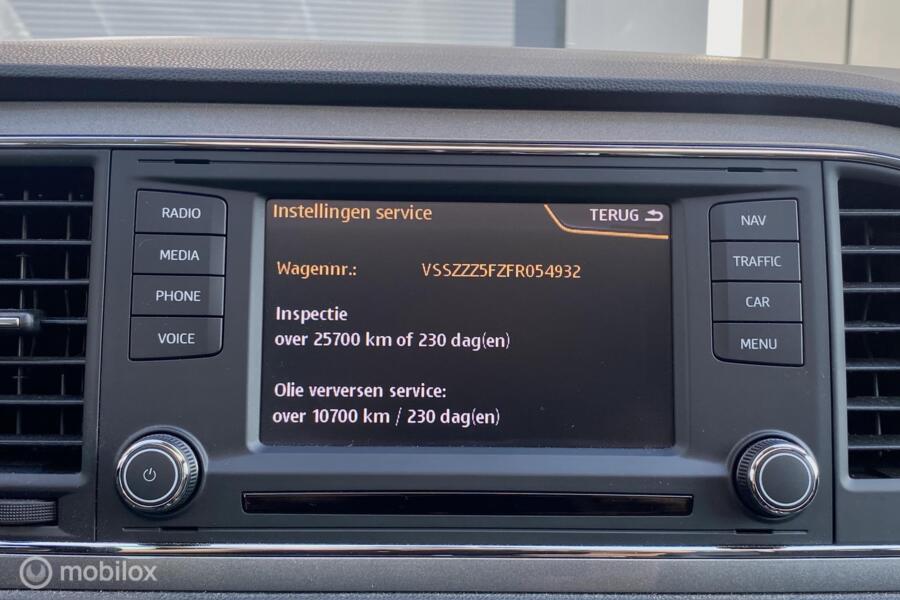 Instellingen service
TERUG
Wagennr.: VSSZZZ5FZFR054932
Inspectie
over 25700 km of 230 dag(en)
Olie verversen service:
over 10700 km / 230 dag(en)
RADIO
MEDIA
PHONE
VOICE
NAV
TRAFFIC
CAR
MENU
mobilox